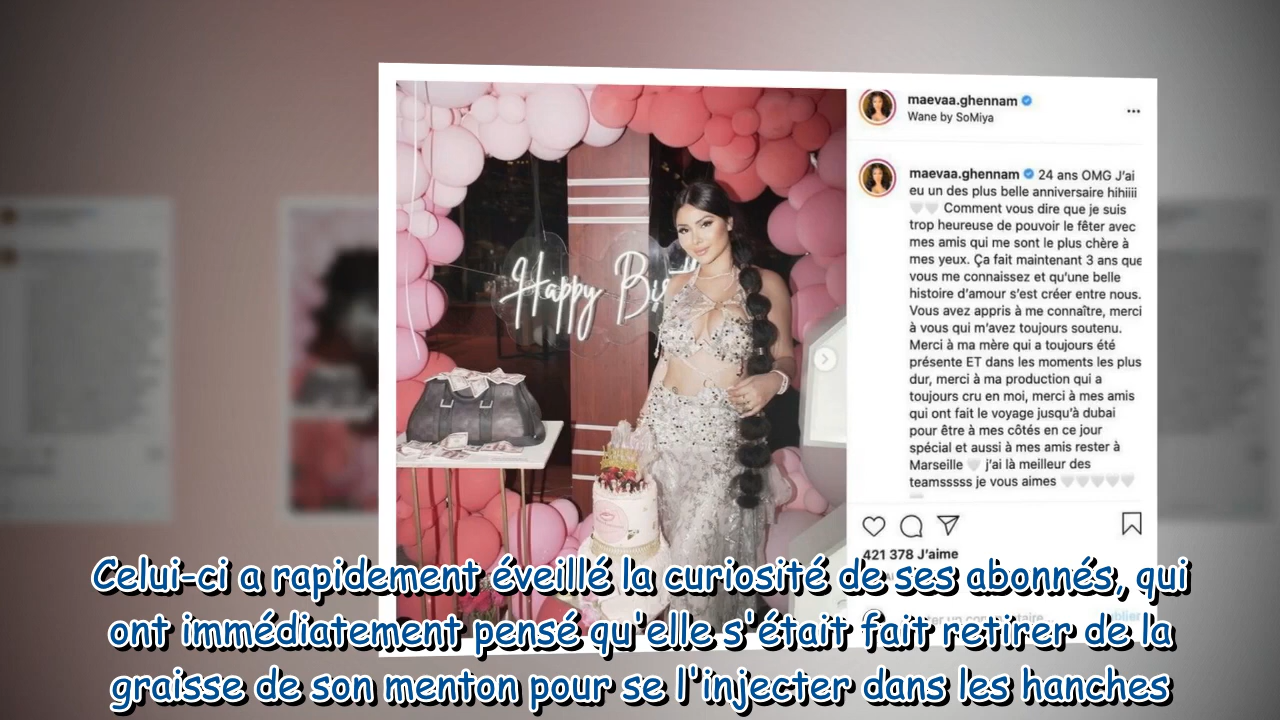 Happy Bi
maevaa.ghennam
Wane by SoMiya
maevaa.ghennam 24 ans OMG J'ai
eu un des plus belle anniversaire hihiiii
🤍🤍 Comment vous dire que je suis
trop heureuse de pouvoir le fêter avec
mes amis qui me sont le plus chère à
mes yeux. Ça fait maintenant 3 ans que
vous me connaissez et qu'une belle
histoire d'amour s'est créer entre nous.
Vous avez appris à me connaître, merci
à vous qui m'avez toujours soutenu.
Merci à ma mère qui a toujours été
présente ET dans les moments les plus
dur, merci à ma production qui a
toujours cru en moi, merci à mes amis
qui ont fait le voyage jusqu'à dubai
pour être à mes côtés en ce jour
spécial et aussi à mes amis rester à
Marseille 🤍 j'ai là meilleur des
teamsssss je vous aimes 🤍🤍🤍🤍🤍
421 378 J'aime
Celui-ci a rapidement éveillé la curiosité de ses abonnés, qui
ont immédiatement pensé qu'elle s'était fait retirer de la
graisse de son menton pour se l'injecter dans les hanches